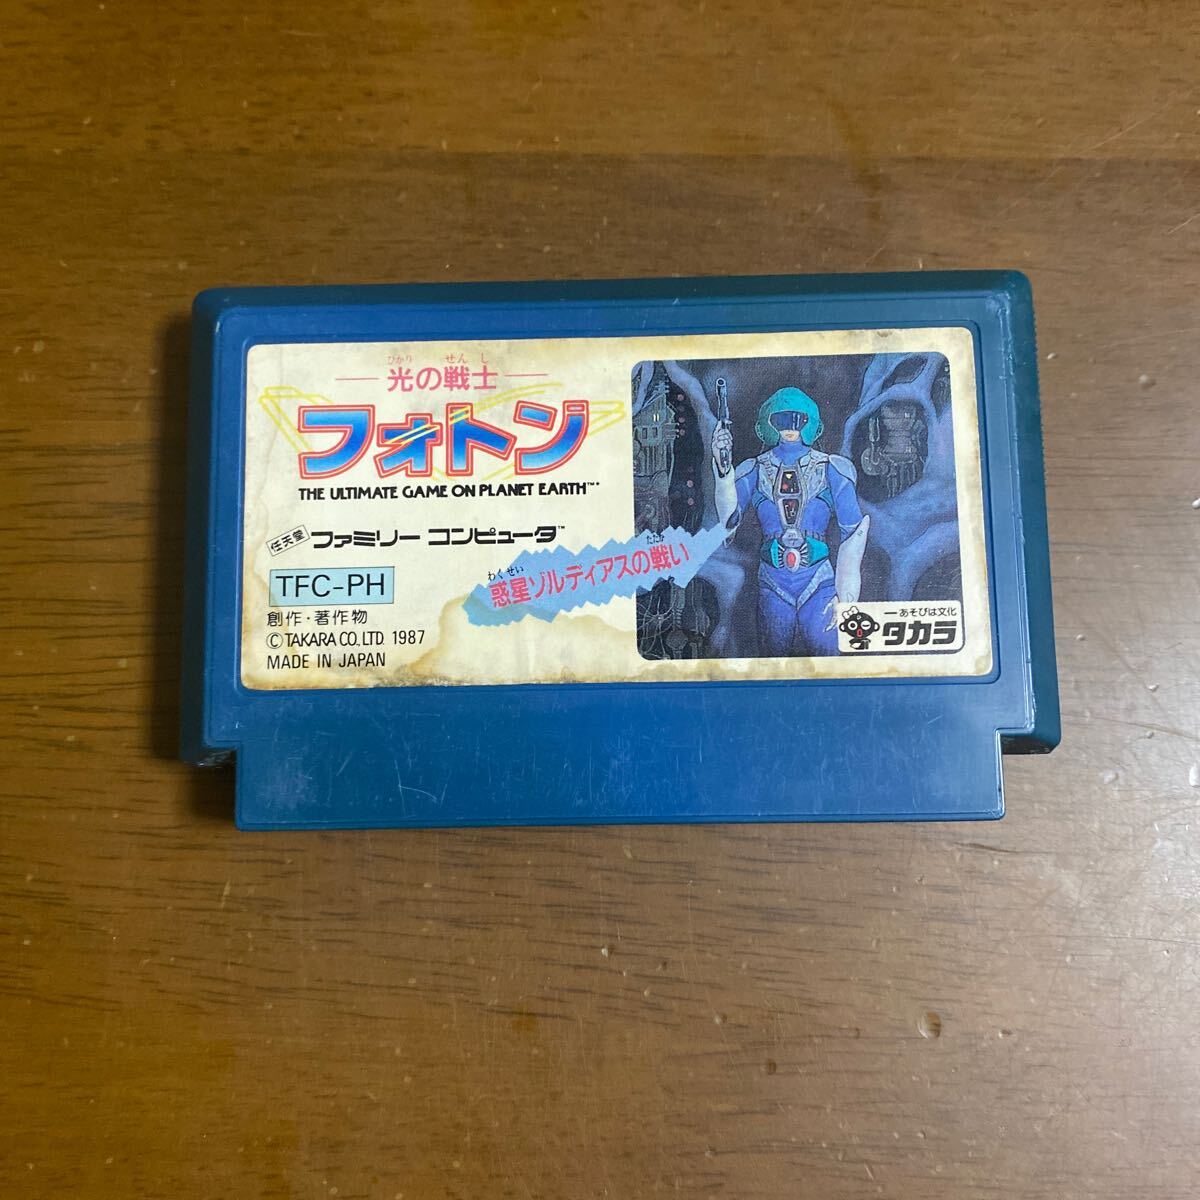 ひかり せんし
光の戦士
フォトン
THE ULTIMATE GAME ON PLANET EARTH™
任天堂 ファミリー コンピュータ™
TFC-PH
創作・著作物
©TAKARA CO.,LTD. 1987
MADE IN JAPAN
わくせい たたか
惑星ゾルディアスの戦い
あそびは文化
タカラ